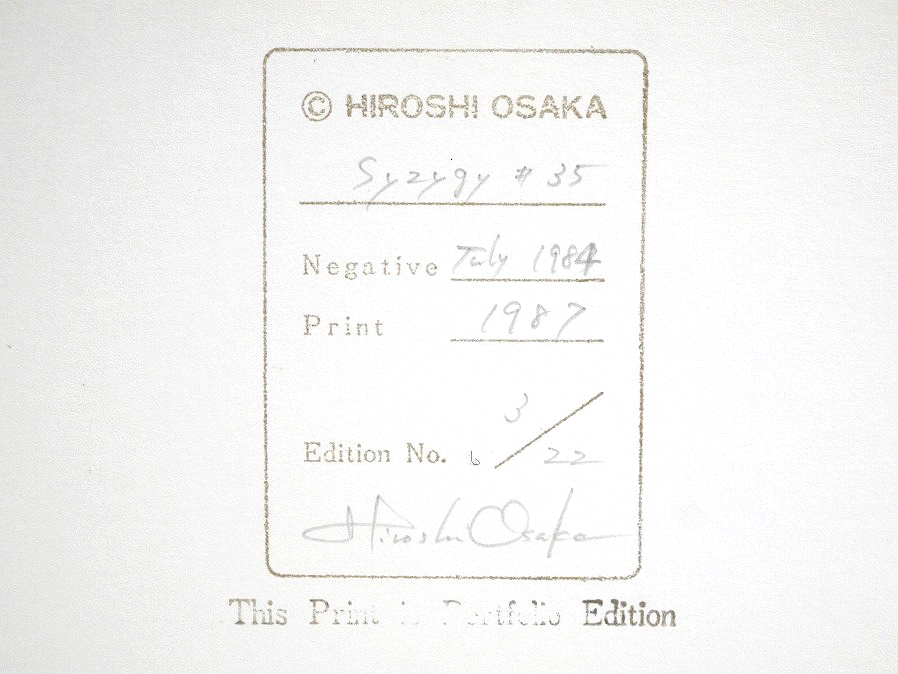 © HIROSHI OSAKA
Syzygy # 35
Negative July 1984
Print 1987
Edition No. 3/22
Hiroshi Osaka
This Print is Portfolio Edition